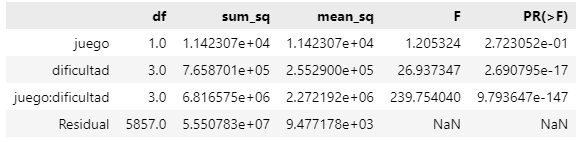 df sum_sq mean_sq F PR(>F)
juego 1.0 1.142307e+04 1.142307e+04 1.205324 2.723052e-01
dificultad 3.0 7.658701e+05 2.552900e+05 26.937347 2.690795e-17
juego:dificultad 3.0 6.816575e+06 2.272192e+06 239.754040 9.793647e-147
Residual 5857.0 5.550783e+07 9.477178e+03 NaN NaN